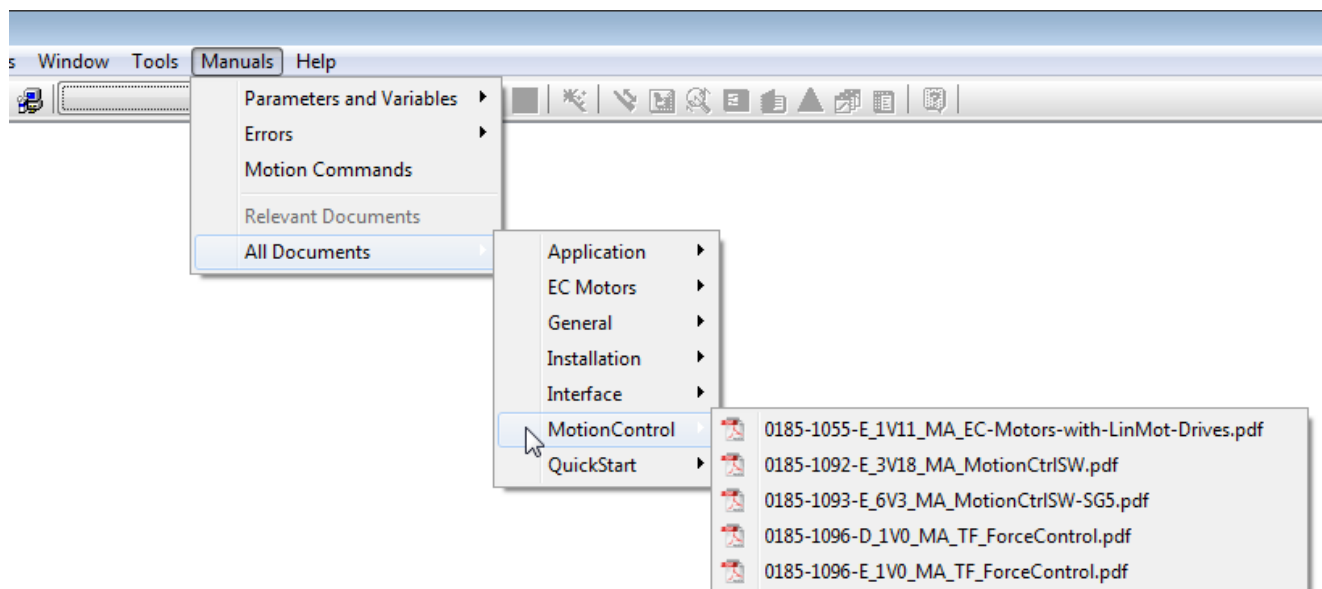 s Window Tools Manuals Help
Parameters and Variables
Errors
Motion Commands
Relevant Documents
All Documents
Application
EC Motors
General
Installation
Interface
MotionControl
QuickStart
0185-1055-E_1V11_MA_EC-Motors-with-LinMot-Drives.pdf
0185-1092-E_3V18_MA_MotionCtrlSW.pdf
0185-1093-E_6V3_MA_MotionCtrlSW-SG5.pdf
0185-1096-D_1V0_MA_TF_ForceControl.pdf
0185-1096-E_1V0_MA_TF_ForceControl.pdf